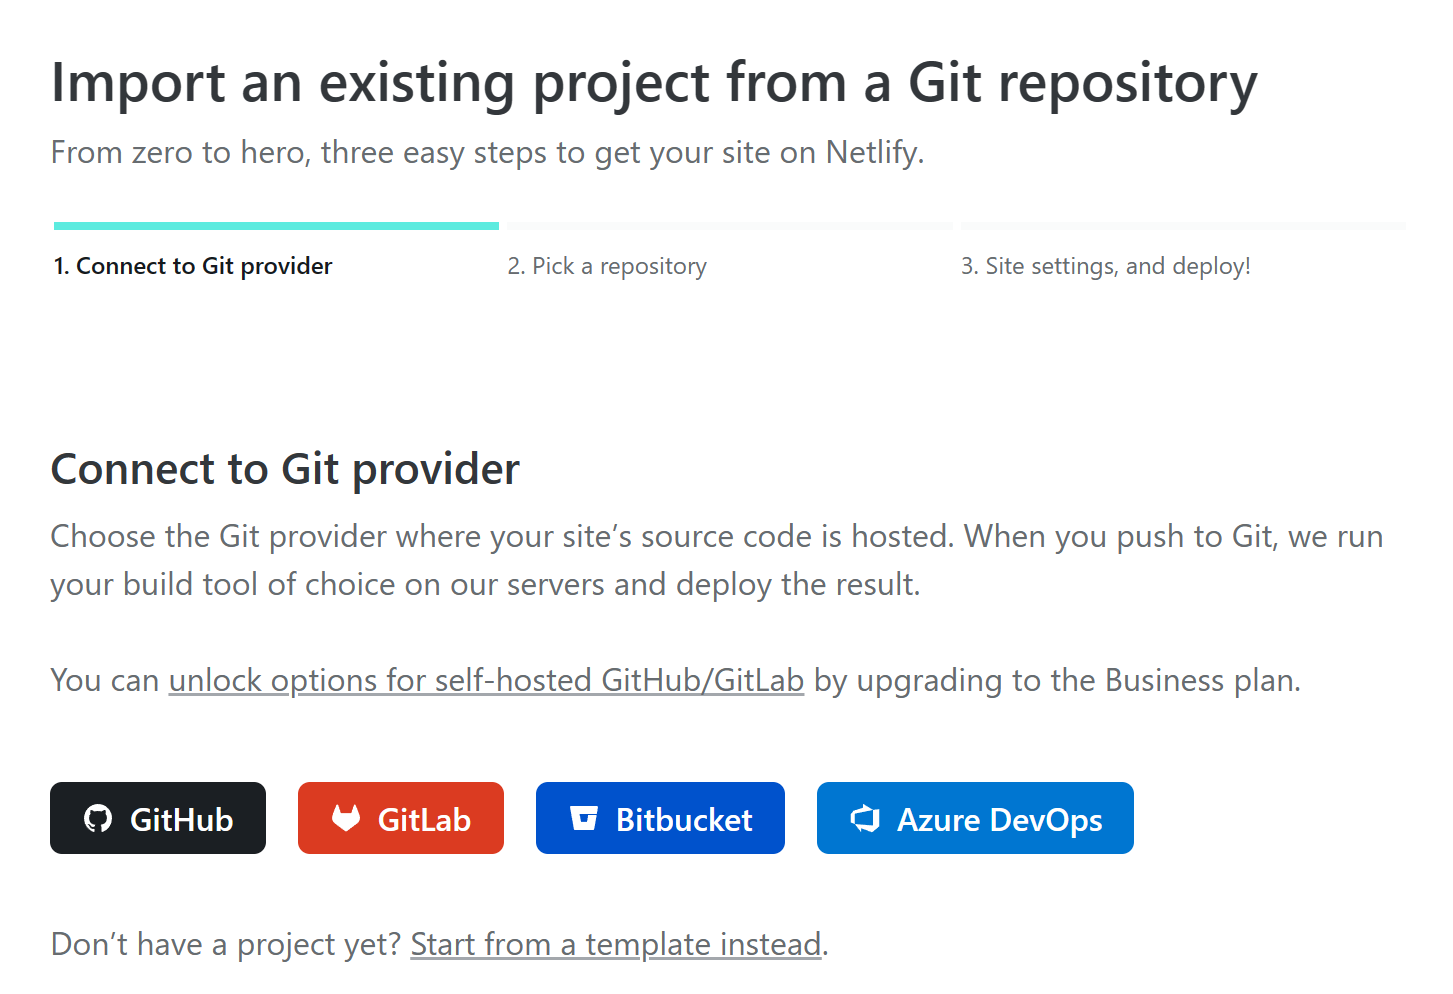 Import an existing project from a Git repository
From zero to hero, three easy steps to get your site on Netlify.
1. Connect to Git provider
2. Pick a repository
3. Site settings, and deploy!
Connect to Git provider
Choose the Git provider where your site’s source code is hosted. When you push to Git, we run
your build tool of choice on our servers and deploy the result.
You can unlock options for self-hosted GitHub/GitLab by upgrading to the Business plan.
GitHub
GitLab
Bitbucket
Azure DevOps
Don’t have a project yet? Start from a template instead.